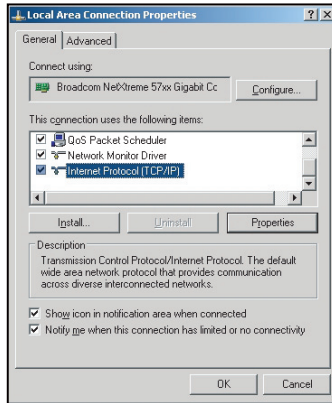 Local Area Connection Properties
General Advanced
Connect using:
Broadcom NetXtreme 57xx Gigabit Cc Configure...
This connection uses the following items:
QoS Packet Scheduler
Network Monitor Driver
Internet Protocol (TCP/IP)
Install... Uninstall Properties
Description
Transmission Control Protocol/Internet Protocol. The default
wide area network protocol that provides communication
across diverse interconnected networks.
Show icon in notification area when connected
Notify me when this connection has limited or no connectivity
OK Cancel